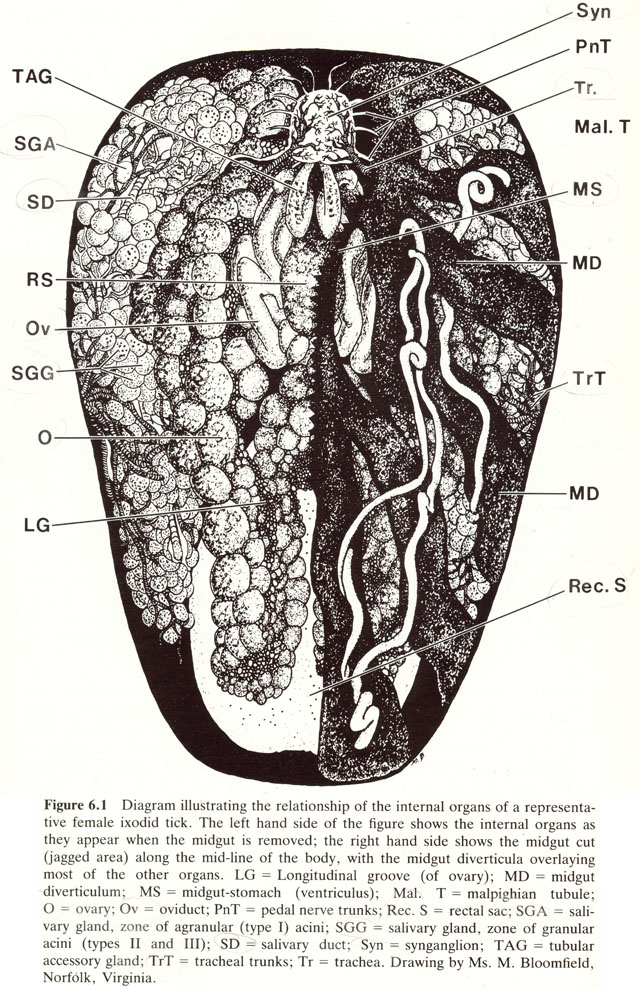 Syn
PnT
TAG
Tr.
Mal. T
SGA
MS
SD
MD
RS
Ov
SGG
TrT
O
MD
LG
Rec. S
Figure 6.1 Diagram illustrating the relationship of the internal organs of a representa-
tive female ixodid tick. The left hand side of the figure shows the internal organs as
they appear when the midgut is removed; the right hand side shows the midgut cut
(jagged area) along the mid-line of the body, with the midgut diverticula overlaying
most of the other organs. LG = Longitudinal groove (of ovary); MD = midgut
diverticulum; MS = midgut-stomach (ventriculus); Mal. T = malpighian tubule;
O = ovary; Ov = oviduct; PnT = pedal nerve trunks; Rec. S = rectal sac; SGA = sali-
vary gland, zone of agranular (type I) acini; SGG = salivary gland, zone of granular
acini (types II and III); SD = salivary duct; Syn = synganglion; TAG = tubular
accessory gland; TrT = tracheal trunks; Tr = trachea. Drawing by Ms. M. Bloomfield,
Norfolk, Virginia.